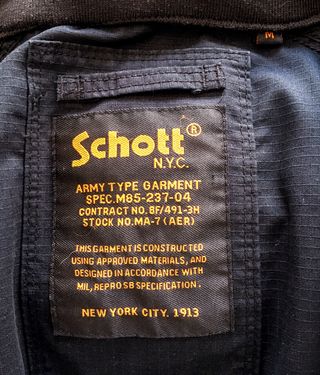 M
Schott®
N.Y.C.
ARMY TYPE GARMENT
SPEC.M85-237-04
CONTRACT NO. 8F/491-3H
STOCK NO. MA-7 (AER)
THIS GARMENT IS CONSTRUCTED
USING APPROVED MATERIALS, AND
DESIGNED IN ACCORDANCE WITH
MIL, REPRO SB SPECIFICATION.
NEW YORK CITY. 1913